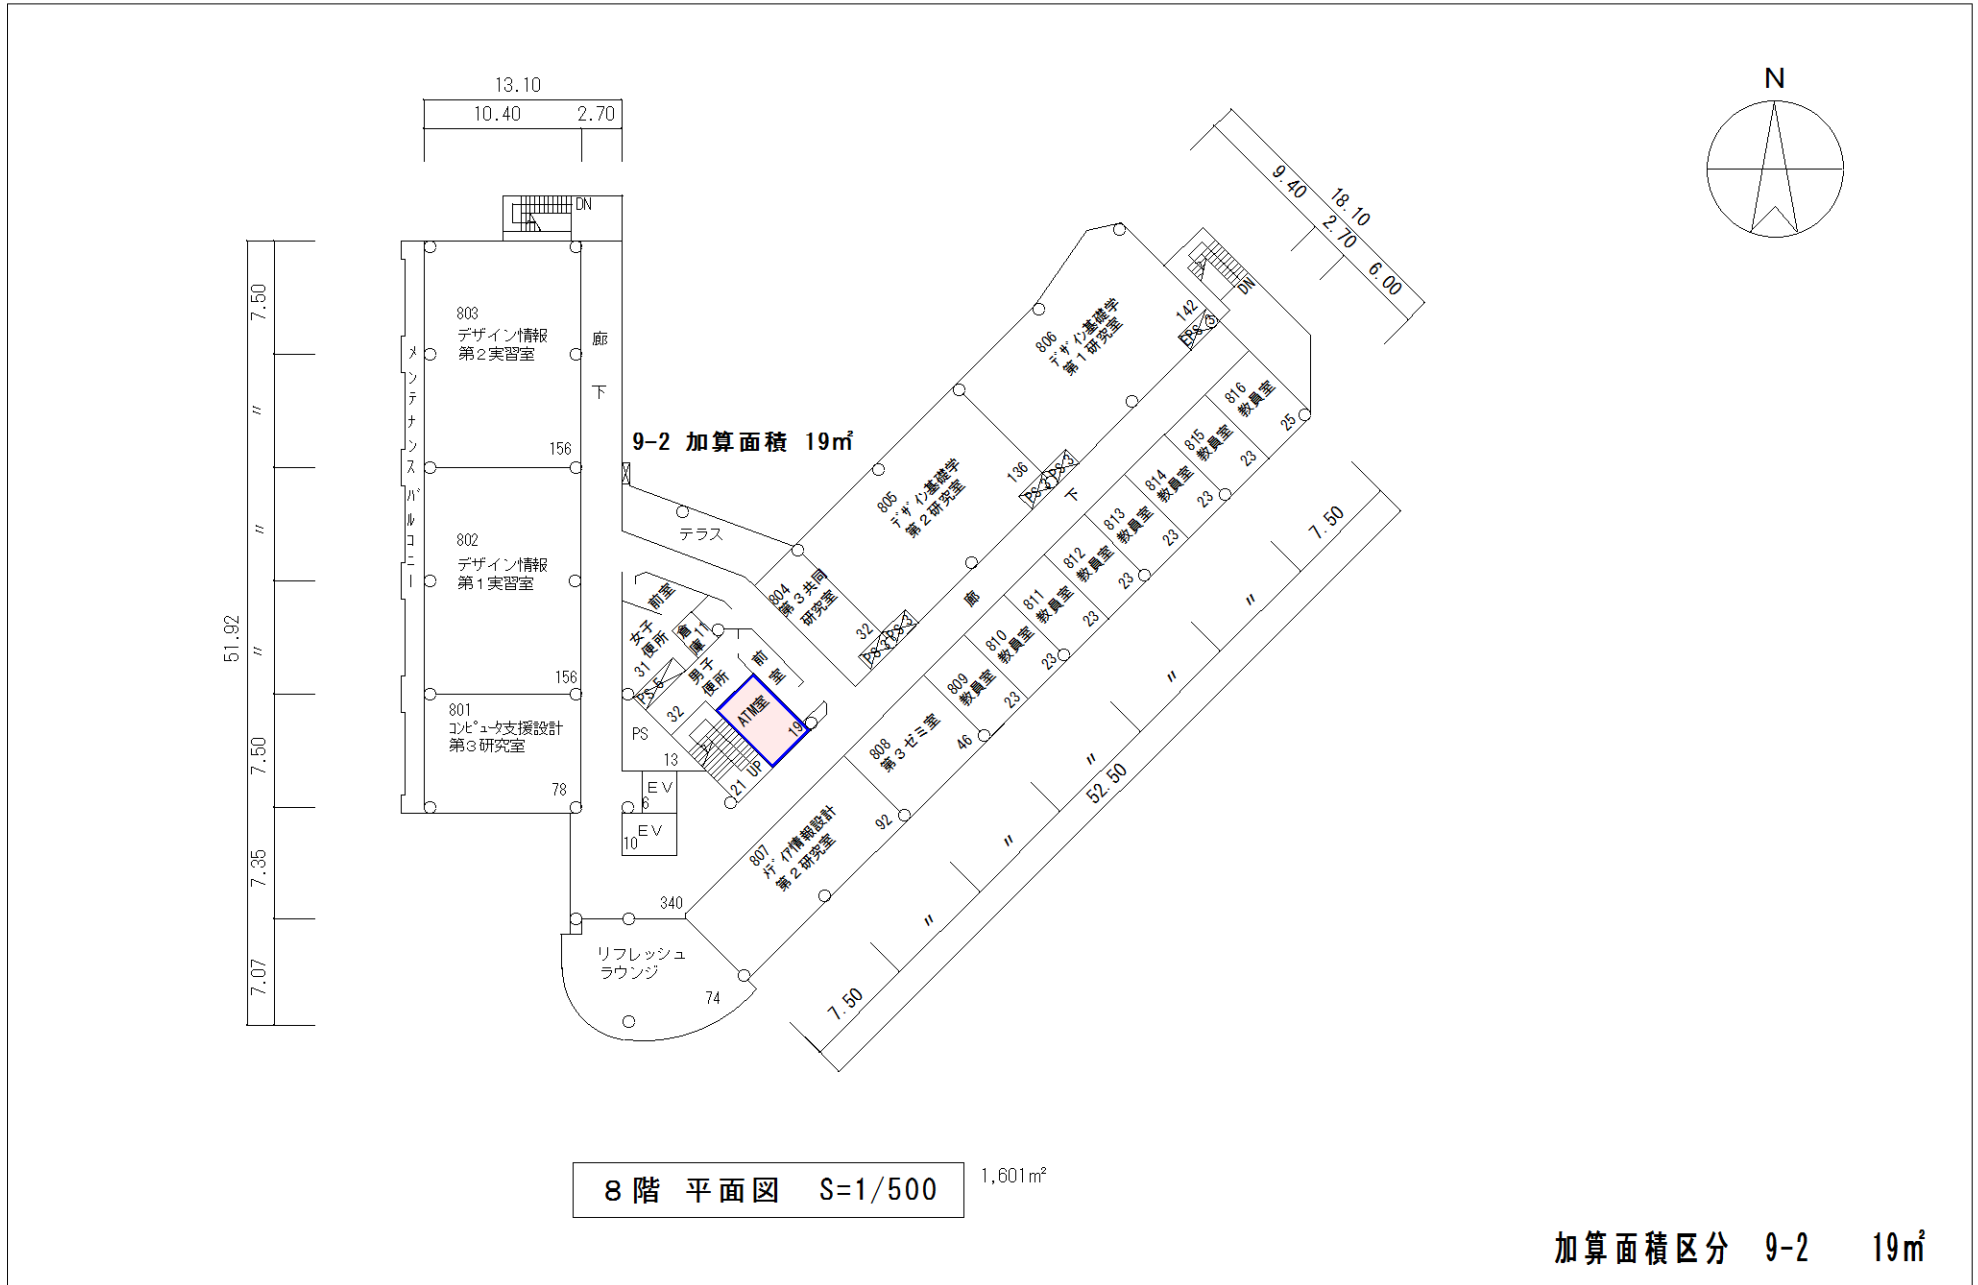 N
13.10
10.40
2.70
9.40
18.10
2.70
6.00
DN
DN
7.50
〃
〃
〃
7.50
7.35
7.07
51.92
メンテナンスバルコニー
803
デザイン情報
第2実習室
156
廊
下
802
デザイン情報
第1実習室
156
801
コンピュータ支援設計
第3研究室
78
9-2 加算面積 19㎡
テラス
806
デザイン基礎学
第1研究室
142
EPS 3
805
デザイン基礎学
第2研究室
136
PS 3
PS 3
804
第3共同
研究室
32
PS 3
PS 3
前室
女子
便所
31
倉庫
11
PS 5
男子
便所
32
前
室
ATM室
19
PS
13
21 UP
EV
6
EV
10
340
廊
下
816
教員室
25
815
教員室
23
814
教員室
23
813
教員室
23
812
教員室
23
811
教員室
23
810
教員室
23
809
教員室
23
808
第3ゼミ室
46
807
メディア情報設計
第2研究室
92
リフレッシュ
ラウンジ
74
7.50
〃
〃
〃
〃
〃
7.50
52.50
8階 平面図 S=1/500
1,601㎡
加算面積区分 9-2 19㎡